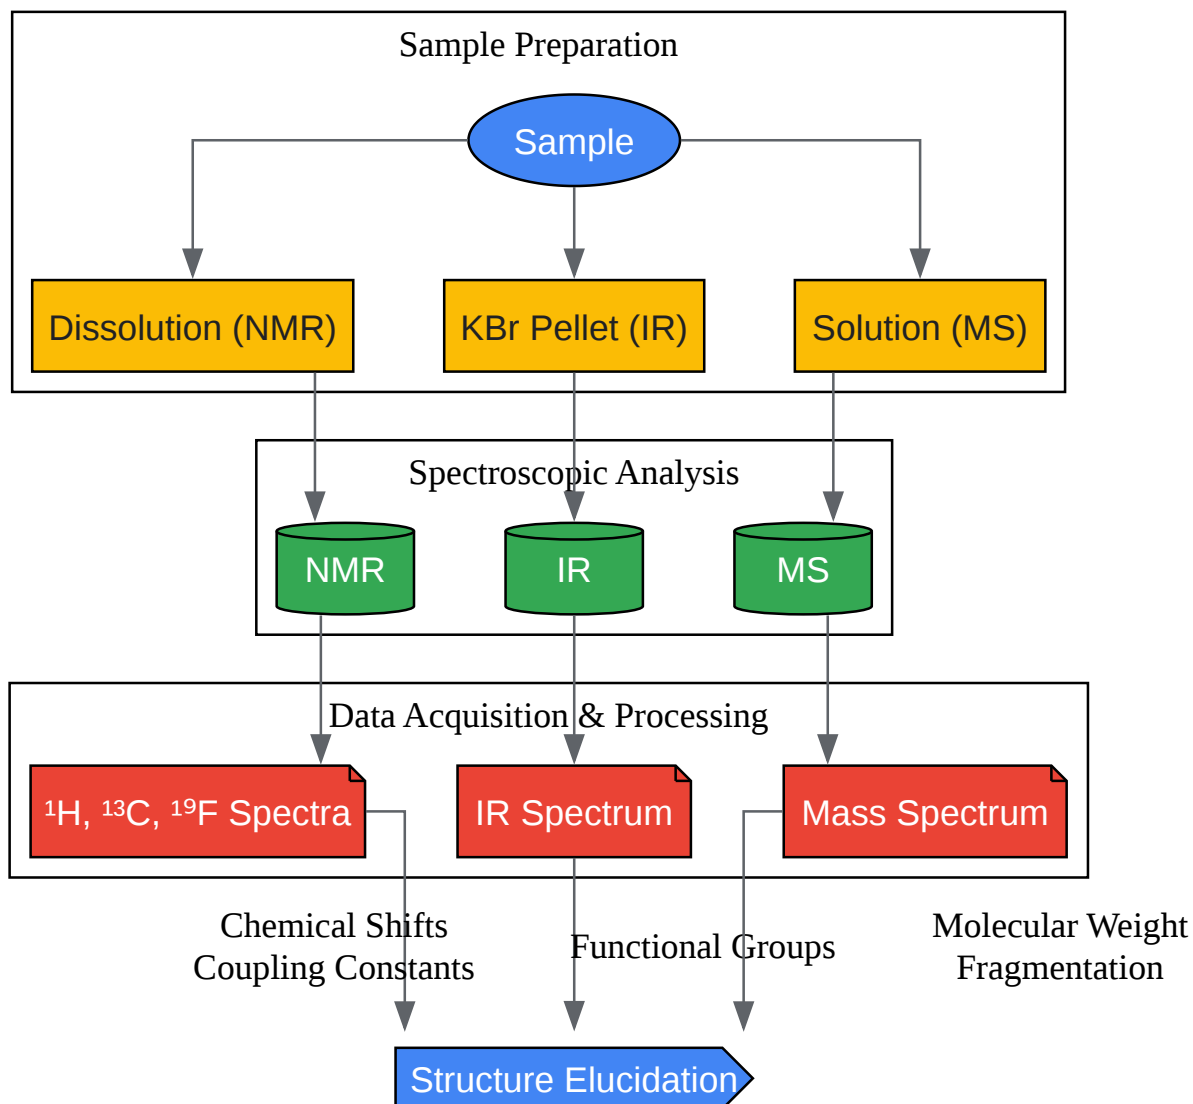 Sample Preparation
Sample
Dissolution (NMR)
KBr Pellet (IR)
Solution (MS)
Spectroscopic Analysis
NMR
IR
MS
Data Acquisition & Processing
¹H, ¹³C, ¹⁹F Spectra
IR Spectrum
Mass Spectrum
Chemical Shifts
Coupling Constants
Functional Groups
Molecular Weight
Fragmentation
Structure Elucidation